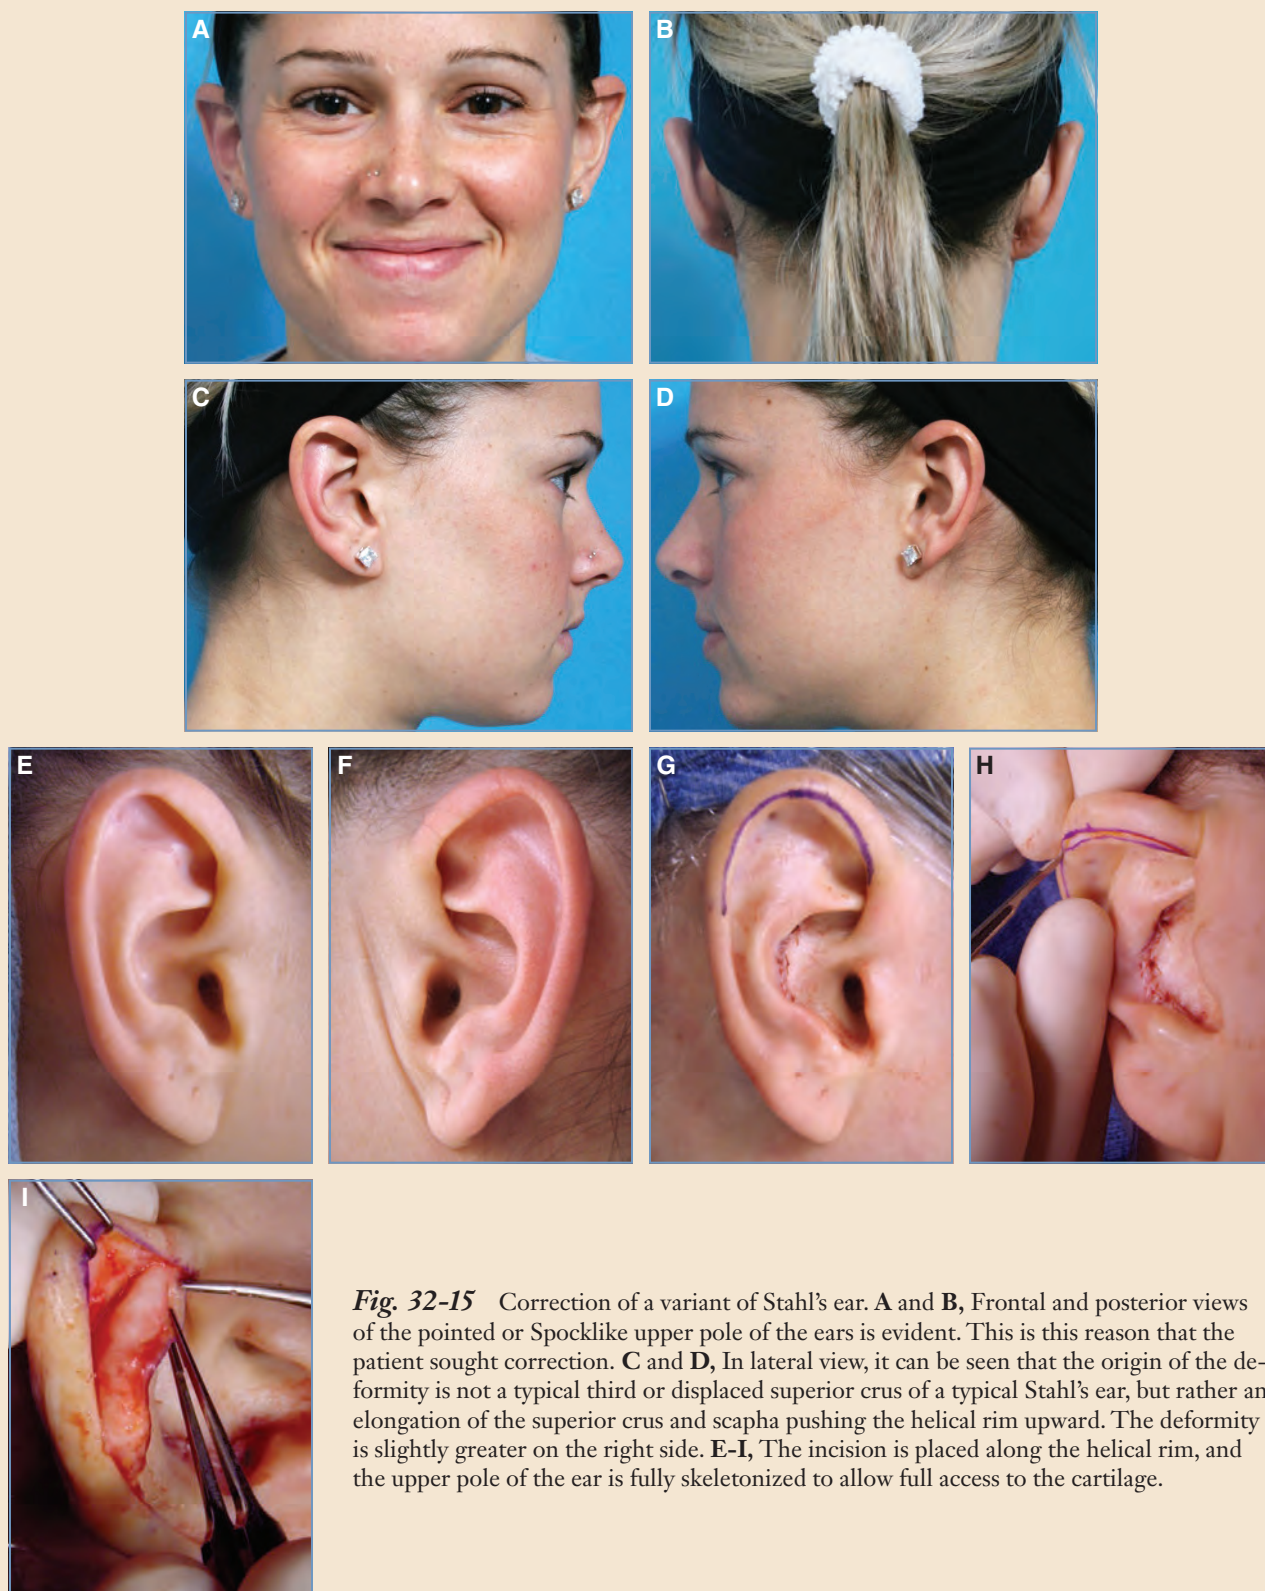 A
B
C
D
E
F
G
H
I
Fig. 32-15 Correction of a variant of Stahl’s ear. A and B, Frontal and posterior views
of the pointed or Spocklike upper pole of the ears is evident. This is this reason that the
patient sought correction. C and D, In lateral view, it can be seen that the origin of the de-
formity is not a typical third or displaced superior crus of a typical Stahl’s ear, but rather an
elongation of the superior crus and scapha pushing the helical rim upward. The deformity
is slightly greater on the right side. E-I, The incision is placed along the helical rim, and
the upper pole of the ear is fully skeletonized to allow full access to the cartilage.